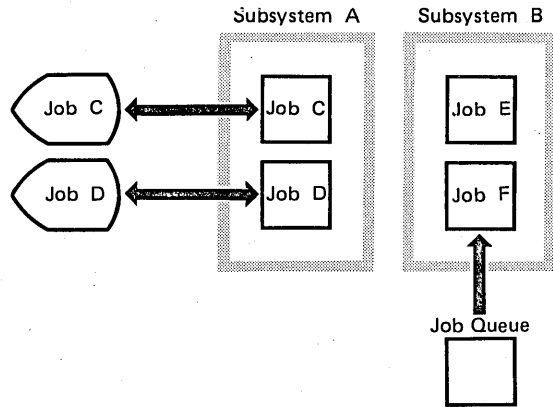 Subsystem A
Subsystem B
Job C
Job C
Job E
Job D
Job D
Job F
Job Queue